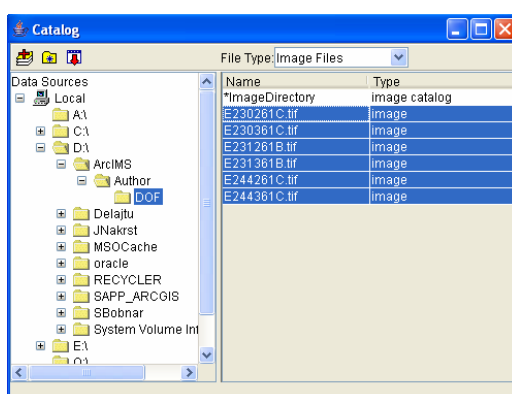 Catalog
File Type: Image Files
Data Sources
Local
A:\
C:\
D:\
ArcIMS
Author
DOF
Delajtu
JNakrst
MSOCache
oracle
RECYCLER
SAPP_ARCGIS
SBobnar
System Volume Inf
E:\
Name Type
*ImageDirectory image catalog
E230261C.tif image
E230361C.tif image
E231261B.tif image
E231361B.tif image
E244261C.tif image
E244361C.tif image